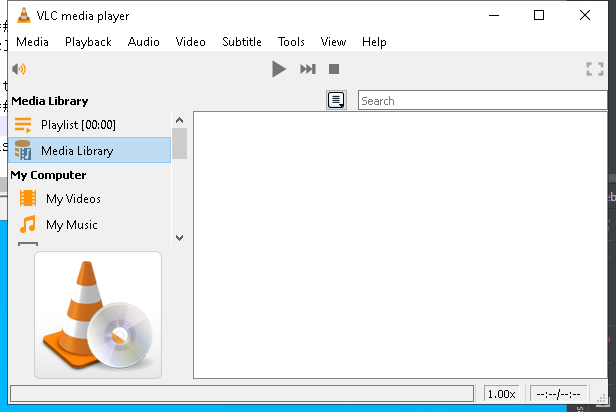 VLC media player
Media Playback Audio Video Subtitle Tools View Help
Media Library
Search
Playlist [00:00]
Media Library
My Computer
My Videos
My Music
1.00x --:--/--:--